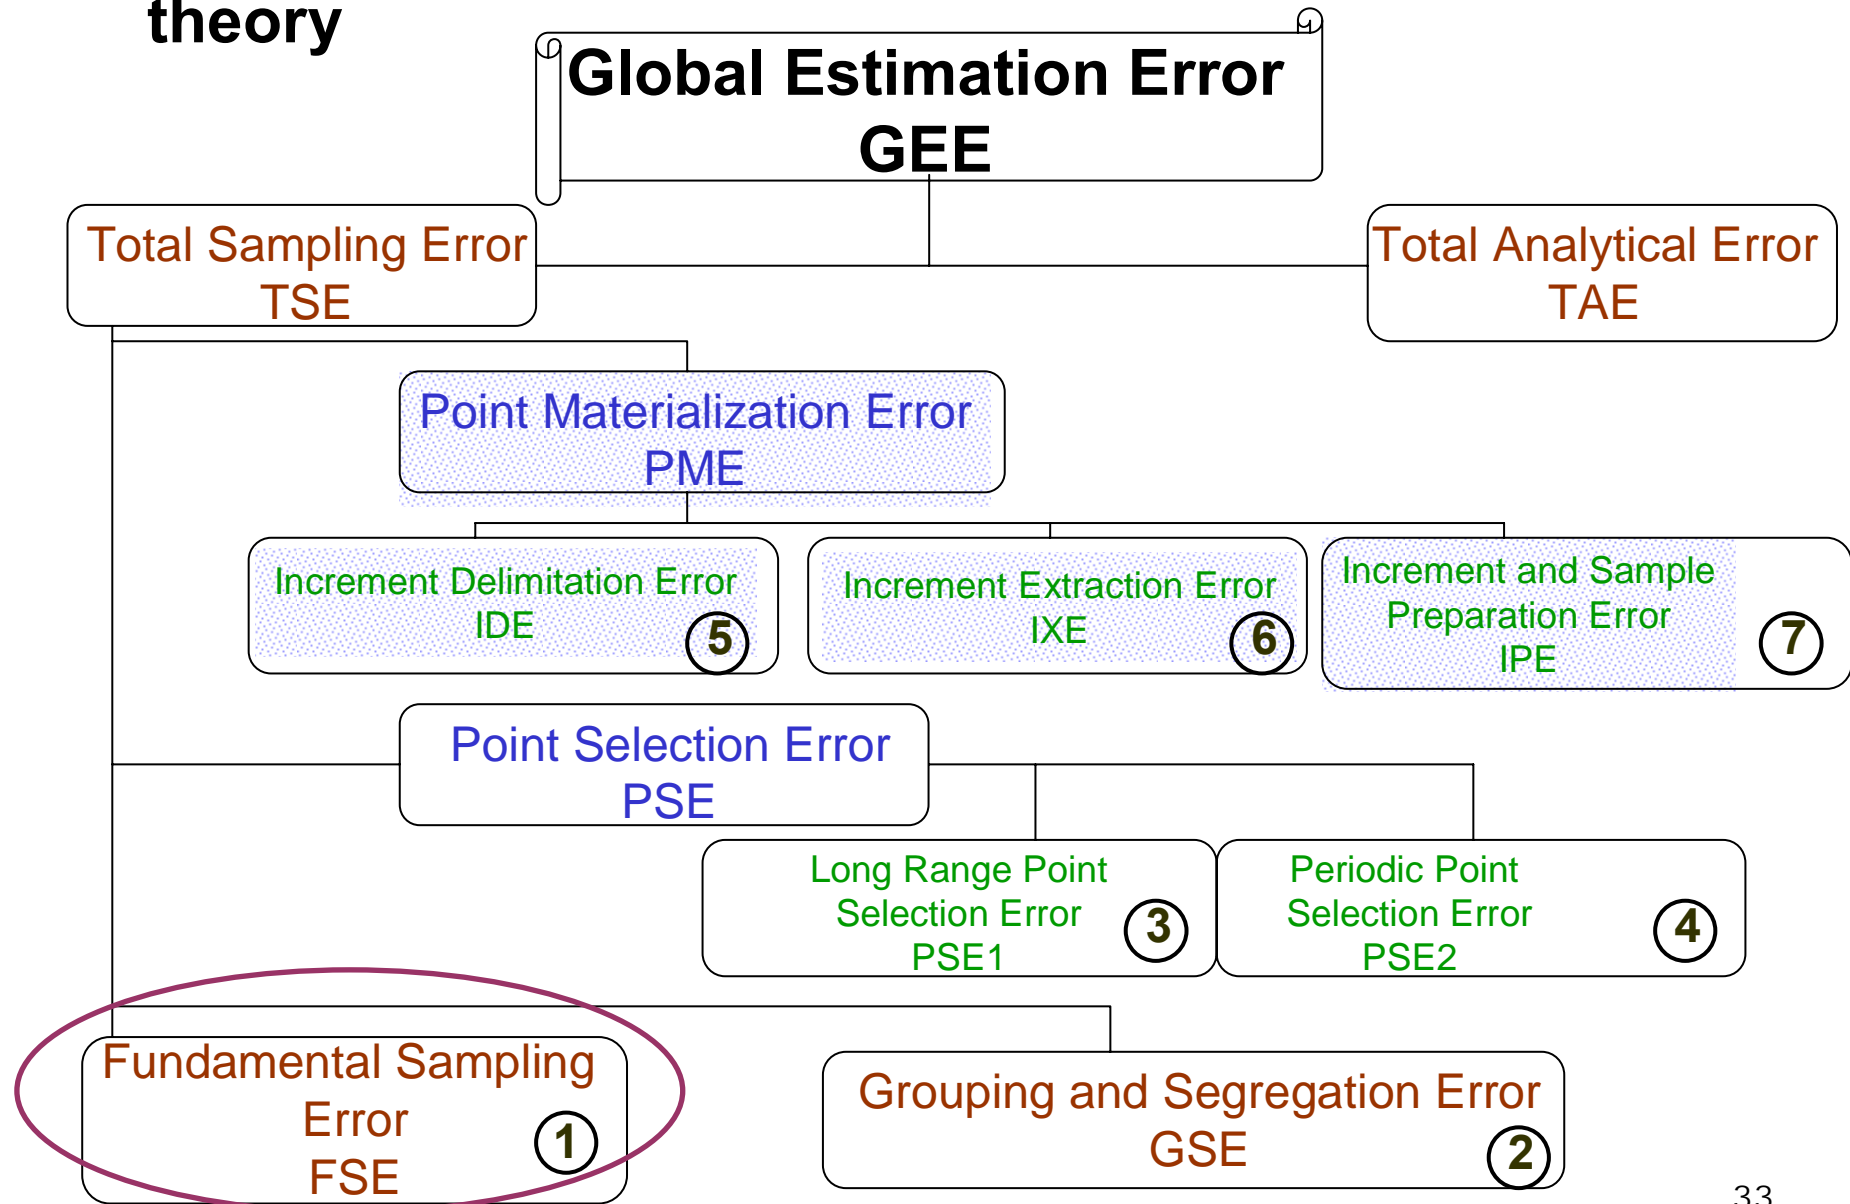 theory
Global Estimation Error
GEE
Total Sampling Error
TSE
Total Analytical Error
TAE
Point Materialization Error
PME
Increment Delimitation Error
IDE
5
Increment Extraction Error
IXE
6
Increment and Sample
Preparation Error
IPE
7
Point Selection Error
PSE
Long Range Point
Selection Error
PSE1
3
Periodic Point
Selection Error
PSE2
4
Fundamental Sampling
Error
FSE
1
Grouping and Segregation Error
GSE
2
33